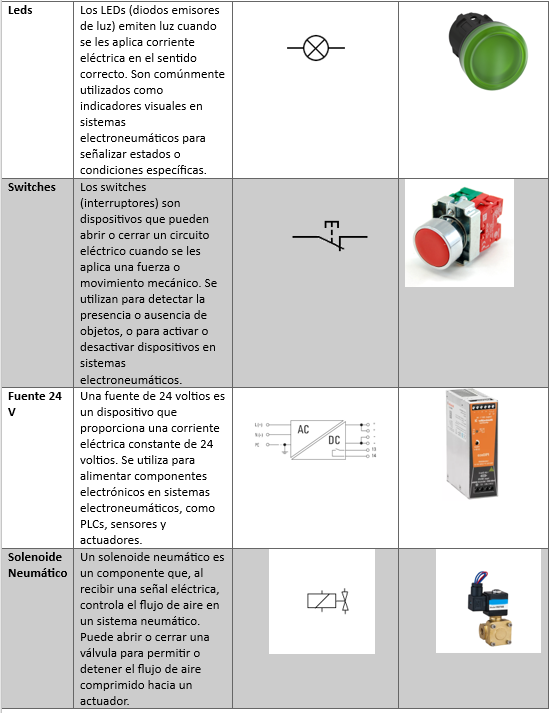 Leds
Los LEDs (diodos emisores
de luz) emiten luz cuando
se les aplica corriente
eléctrica en el sentido
correcto. Son comúnmente
utilizados como
indicadores visuales en
sistemas
electroneumáticos para
señalizar estados o
condiciones específicas.
Switches
Los switches
(interruptores) son
dispositivos que pueden
abrir o cerrar un circuito
eléctrico cuando se les
aplica una fuerza o
movimiento mecánico. Se
utilizan para detectar la
presencia o ausencia de
objetos, o para activar o
desactivar dispositivos en
sistemas
electroneumáticos.
Fuente 24
V
Una fuente de 24 voltios es
un dispositivo que
proporciona una corriente
eléctrica constante de 24
voltios. Se utiliza para
alimentar componentes
electrónicos en sistemas
electroneumáticos, como
PLCs, sensores y
actuadores.
AC
DC
13
14
Solenoide
Neumático
Un solenoide neumático es
un componente que, al
recibir una señal eléctrica,
controla el flujo de aire en
un sistema neumático.
Puede abrir o cerrar una
válvula para permitir o
detener el flujo de aire
comprimido hacia un
actuador.